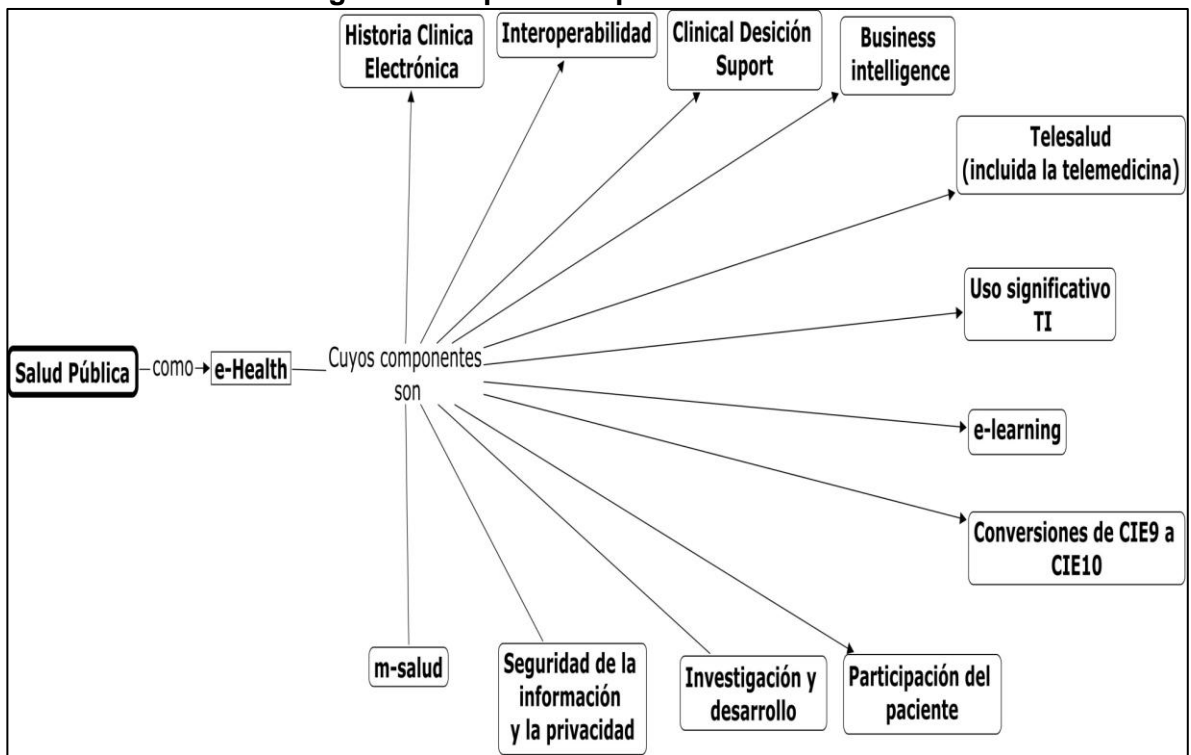 Historia Clinica
Electrónica
Interoperabilidad
Clinical Desición
Suport
Business
intelligence
Telesalud
(incluida la telemedicina)
Uso significativo
TI
Salud Pública
como
e-Health
Cuyos componentes
son
e-learning
Conversiones de CIE9 a
CIE10
m-salud
Seguridad de la
información
y la privacidad
Investigación y
desarrollo
Participación del
paciente